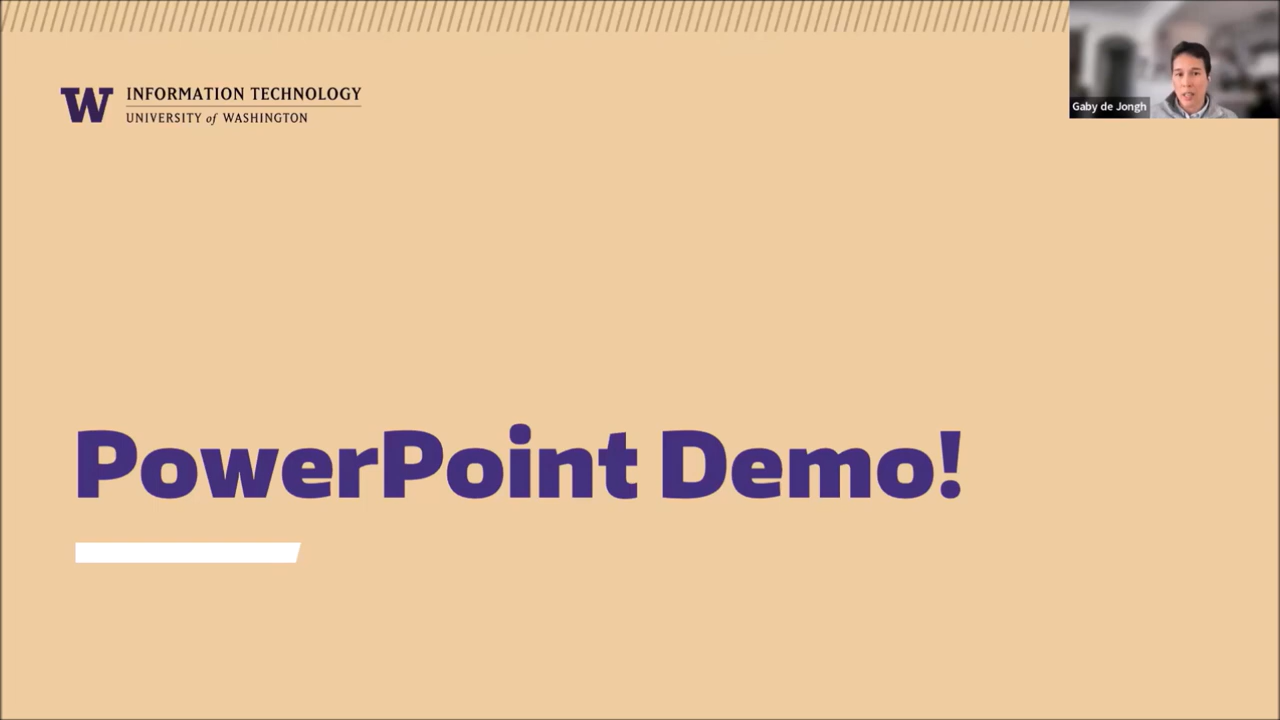 W INFORMATION TECHNOLOGY
UNIVERSITY of WASHINGTON
Gaby de Jongh
PowerPoint Demo!